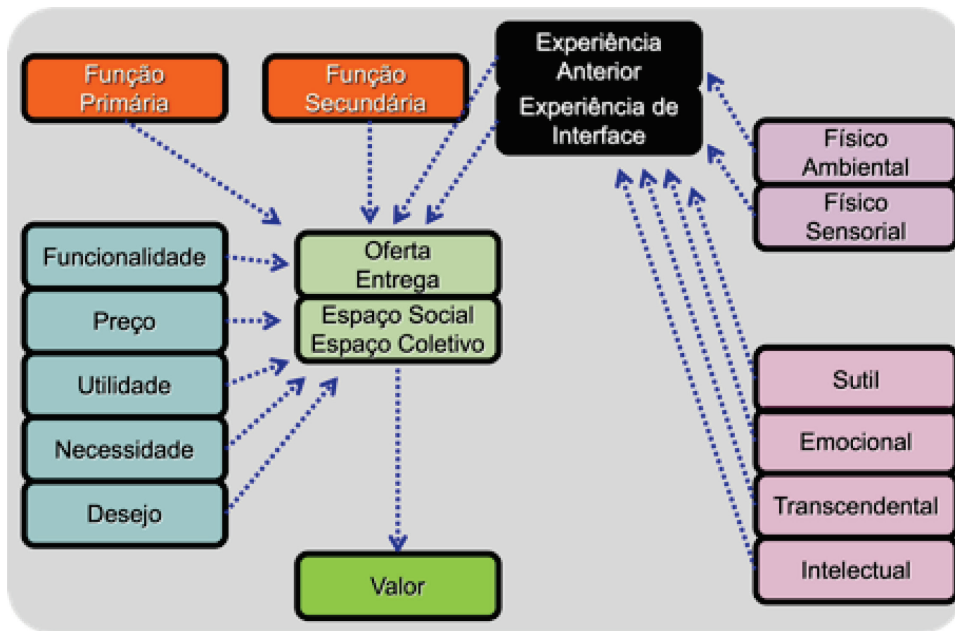 Função
Primária
Função
Secundária
Experiência
Anterior
Experiência de
Interface
Físico
Ambiental
Físico
Sensorial
Funcionalidade
Preço
Utilidade
Necessidade
Desejo
Oferta
Entrega
Espaço Social
Espaço Coletivo
Valor
Sutil
Emocional
Transcendental
Intelectual